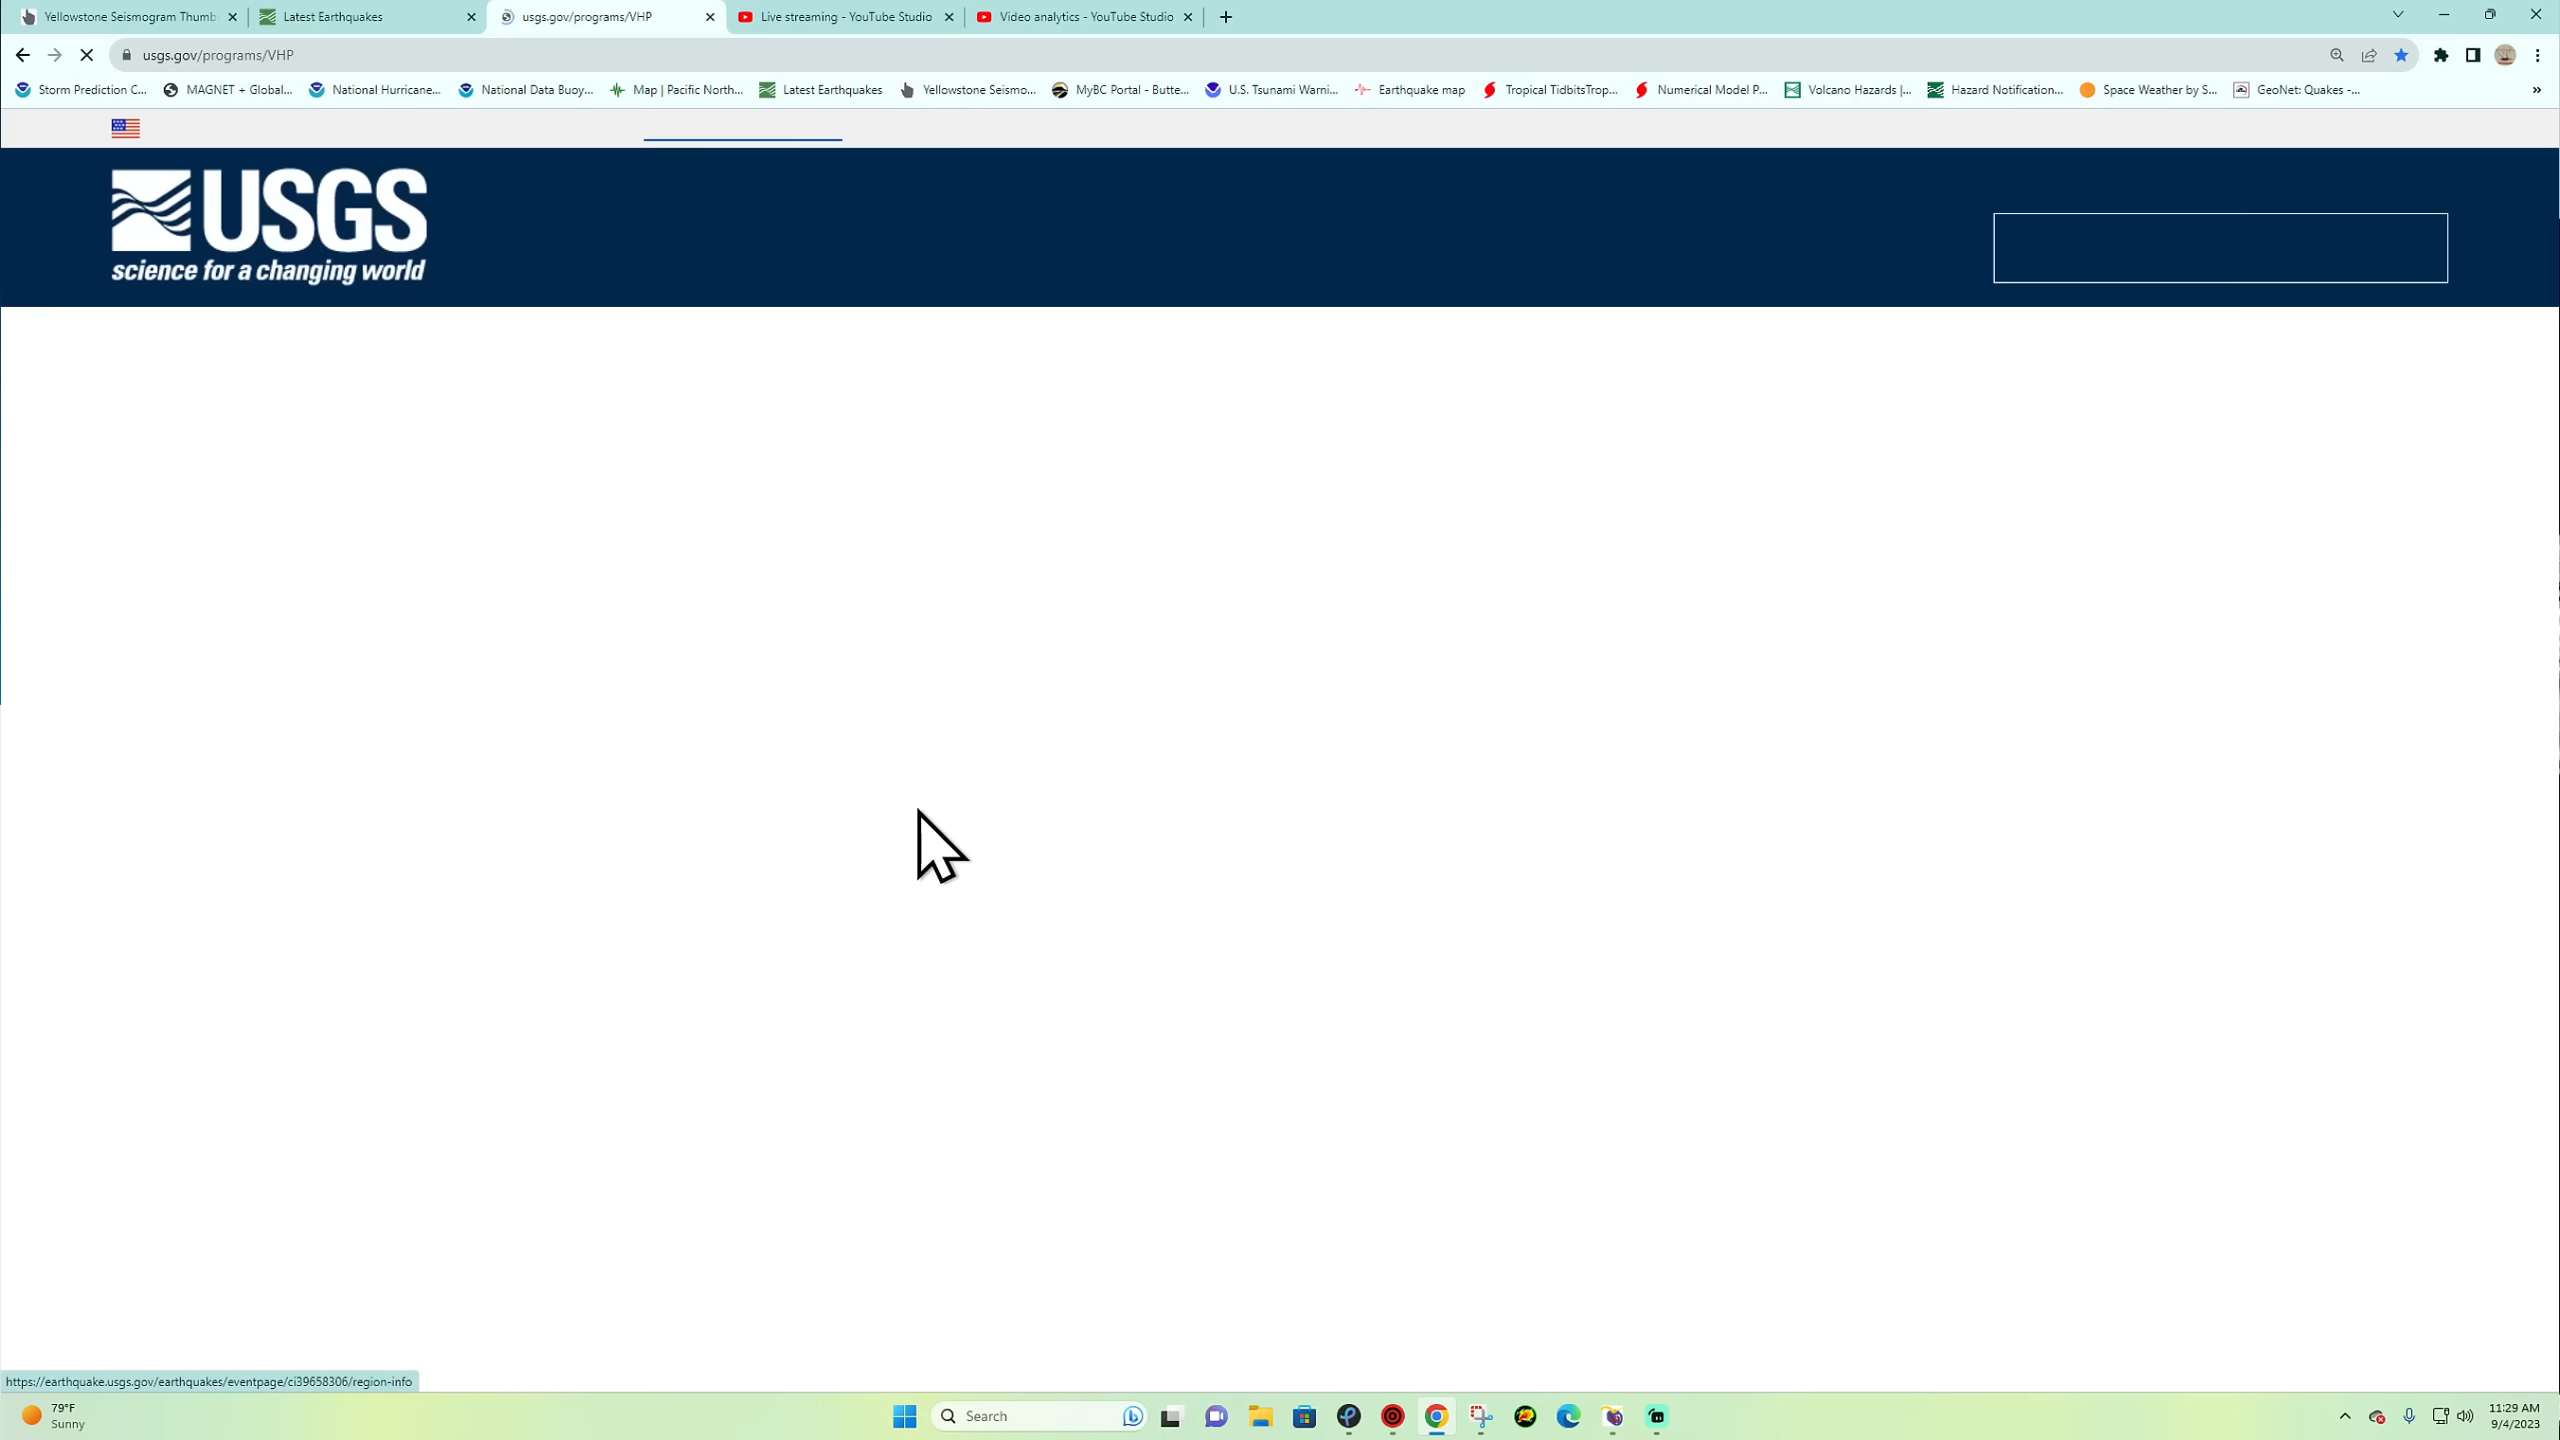 Yellowstone Seismogram Thumb
Latest Earthquakes
usgs.gov/programs/VHP
Live streaming - YouTube Studio
Video analytics - YouTube Studio
usgs.gov/programs/VHP
Storm Prediction C...
MAGNET + Global...
National Hurricane...
National Data Buoy...
Map | Pacific North...
Latest Earthquakes
Yellowstone Seismo...
MyBC Portal - Butte...
U.S. Tsunami Warni...
Earthquake map
Tropical TidbitsTrop...
Numerical Model P...
Volcano Hazards |...
Hazard Notification...
Space Weather by S...
GeoNet: Quakes -...
USGS
science for a changing world
https://earthquake.usgs.gov/earthquakes/eventpage/ci39658306/region-info
79°F
Sunny
Search
11:29 AM
9/4/2023